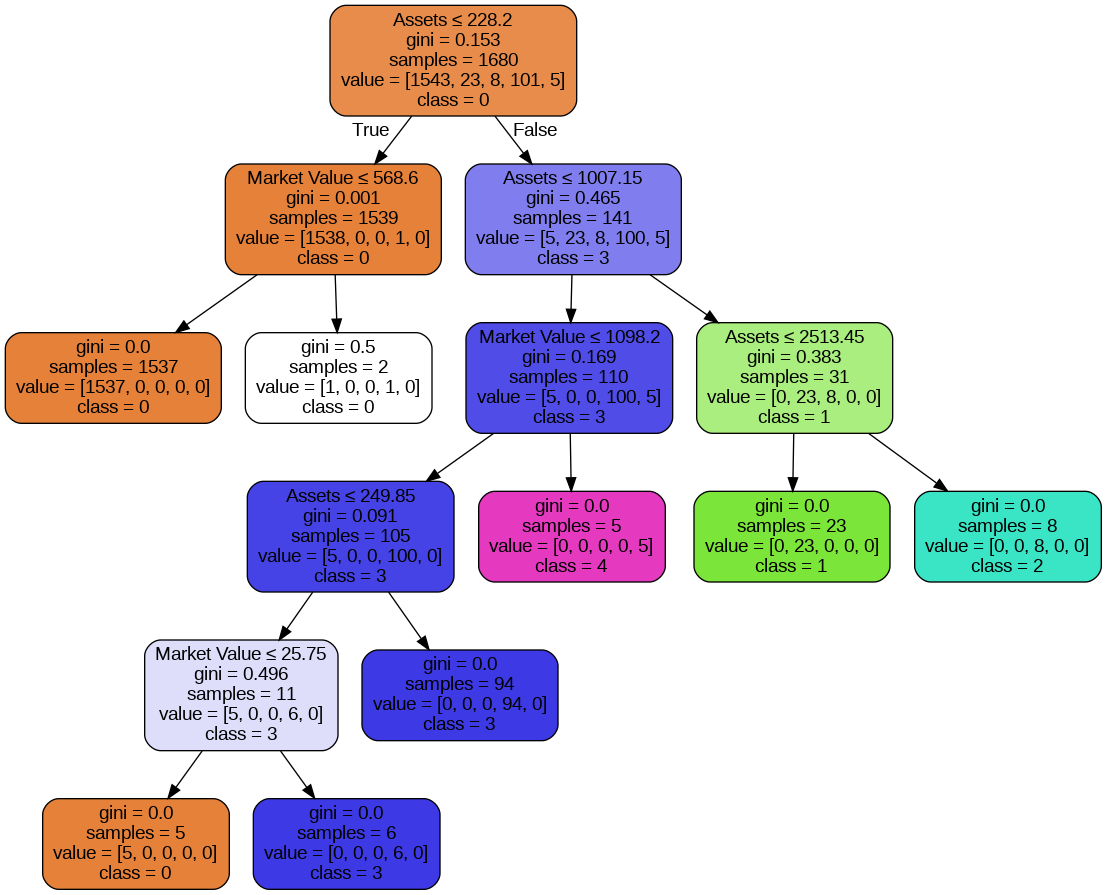 Assets ≤ 228.2
gini = 0.153
samples = 1680
value = [1543, 23, 8, 101, 5]
class = 0
True
False
Market Value ≤ 568.6
gini = 0.001
samples = 1539
value = [1538, 0, 0, 1, 0]
class = 0
Assets ≤ 1007.15
gini = 0.465
samples = 141
value = [5, 23, 8, 100, 5]
class = 3
gini = 0.0
samples = 1537
value = [1537, 0, 0, 0, 0]
class = 0
gini = 0.5
samples = 2
value = [1, 0, 0, 1, 0]
class = 0
Market Value ≤ 1098.2
gini = 0.169
samples = 110
value = [5, 0, 0, 100, 5]
class = 3
Assets ≤ 2513.45
gini = 0.383
samples = 31
value = [0, 23, 8, 0, 0]
class = 1
Assets ≤ 249.85
gini = 0.091
samples = 105
value = [5, 0, 0, 100, 0]
class = 3
gini = 0.0
samples = 5
value = [0, 0, 0, 0, 5]
class = 4
gini = 0.0
samples = 23
value = [0, 23, 0, 0, 0]
class = 1
gini = 0.0
samples = 8
value = [0, 0, 8, 0, 0]
class = 2
Market Value ≤ 25.75
gini = 0.496
samples = 11
value = [5, 0, 0, 6, 0]
class = 3
gini = 0.0
samples = 94
value = [0, 0, 0, 94, 0]
class = 3
gini = 0.0
samples = 5
value = [5, 0, 0, 0, 0]
class = 0
gini = 0.0
samples = 6
value = [0, 0, 0, 6, 0]
class = 3